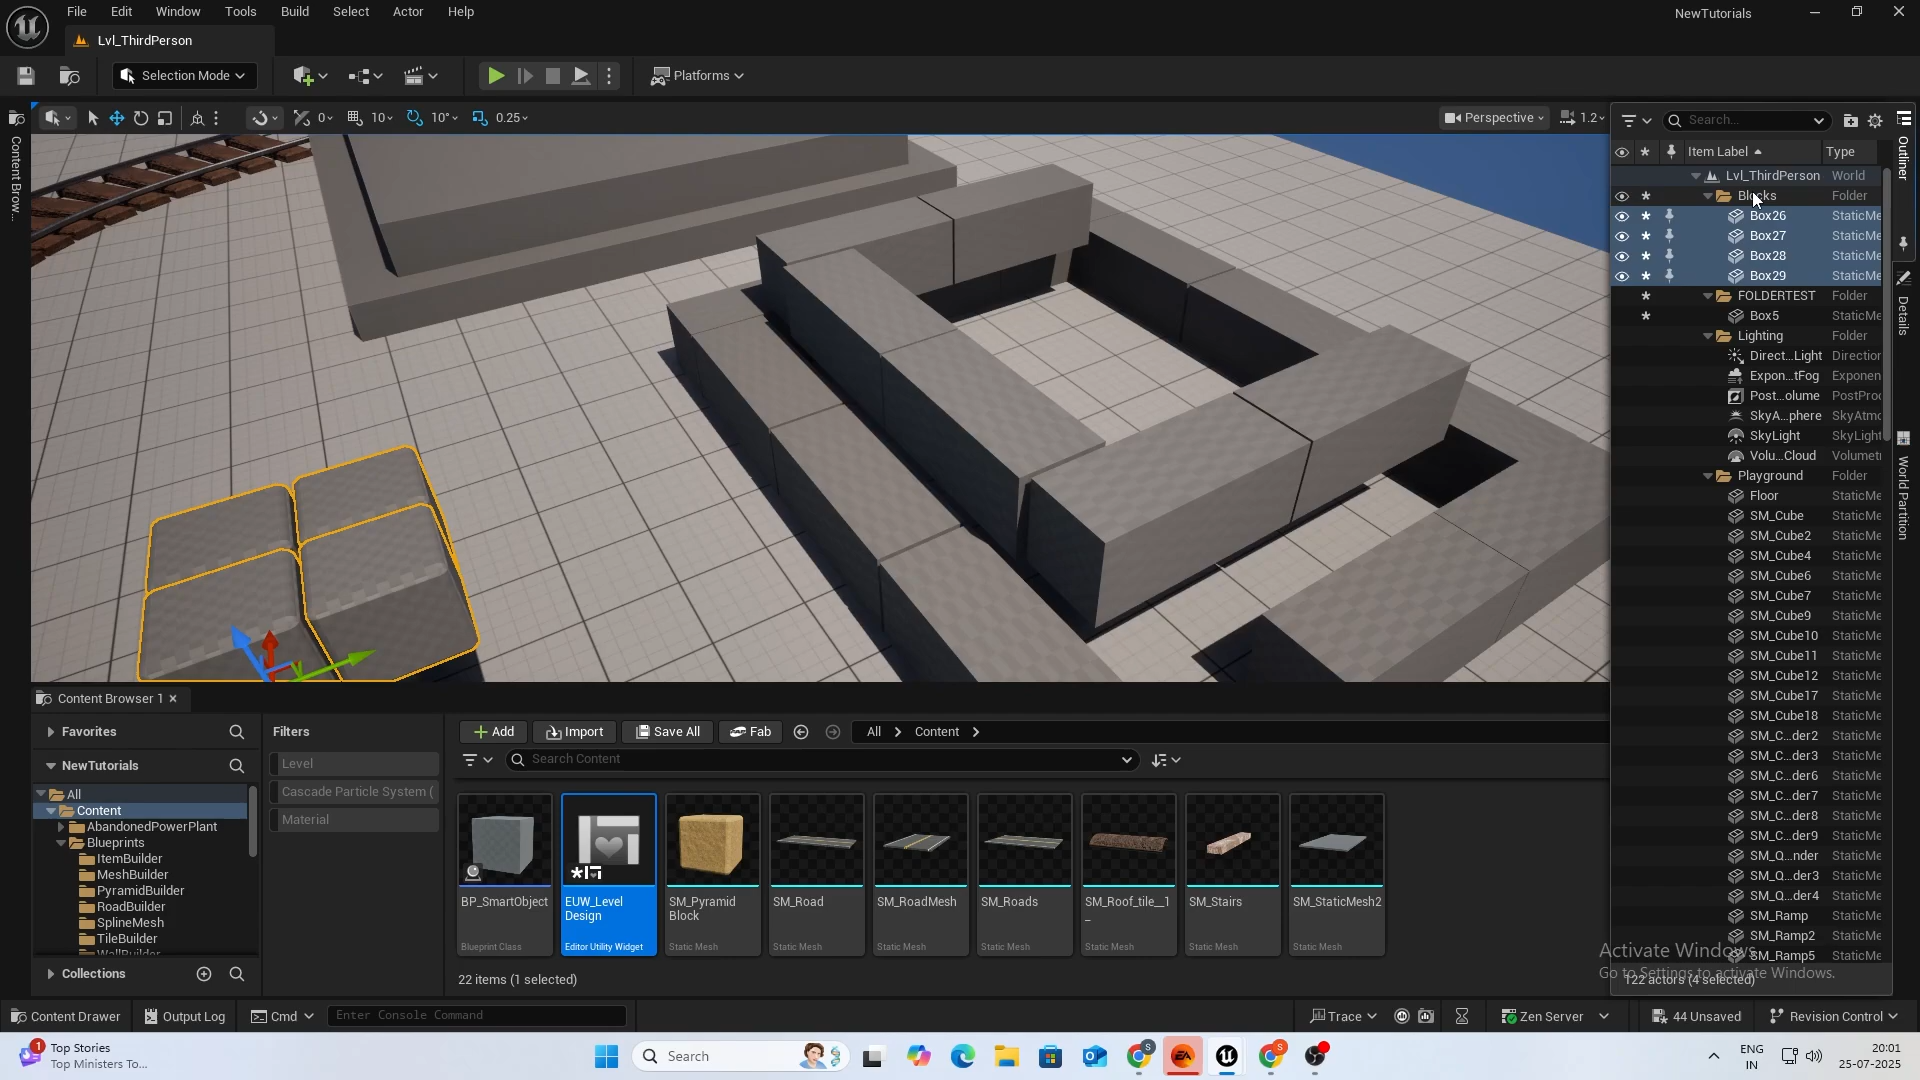 File Edit Window Tools Build Select Actor Help
NewTutorials
Lvl_ThirdPerson
Selection Mode
Platforms
0 10 10° 0.25
Perspective
1.2
Search...
Item Label Type
Lvl_ThirdPerson World
Blocks Folder
Box26 StaticMe
Box27 StaticMe
Box28 StaticMe
Box29 StaticMe
FOLDERTEST Folder
Box5 StaticMe
Lighting Folder
Direct...Light Direction
Expon...tFog Exponen
Post...olume PostProc
SkyA...phere SkyAtmo
SkyLight SkyLight
Volu...Cloud Volumetr
Playground Folder
Floor StaticMe
SM_Cube StaticMe
SM_Cube2 StaticMe
SM_Cube4 StaticMe
SM_Cube6 StaticMe
SM_Cube7 StaticMe
SM_Cube9 StaticMe
SM_Cube10 StaticMe
SM_Cube11 StaticMe
SM_Cube12 StaticMe
SM_Cube17 StaticMe
SM_Cube18 StaticMe
SM_C...der2 StaticMe
SM_C...der3 StaticMe
SM_C...der6 StaticMe
SM_C...der7 StaticMe
SM_C...der8 StaticMe
SM_C...der9 StaticMe
SM_Q...nder StaticMe
SM_Q...der3 StaticMe
SM_Q...der4 StaticMe
SM_Ramp StaticMe
SM_Ramp2 StaticMe
SM_Ramp5 StaticMe
122 actors (4 selected)
Activate Windows
Go to Settings to activate Windows.
Outliner
Details
World Partition
Content Brow...
Content Browser 1
Favorites
NewTutorials
All
Content
AbandonedPowerPlant
Blueprints
ItemBuilder
MeshBuilder
PyramidBuilder
RoadBuilder
SplineMesh
TileBuilder
WallBuilder
Collections
Filters
Level
Cascade Particle System (
Material
Add Import Save All Fab All Content
Search Content
BP_SmartObject
Blueprint Class
EUW_Level
Design
Editor Utility Widget
SM_Pyramid
Block
Static Mesh
SM_Road
Static Mesh
SM_RoadMesh
Static Mesh
SM_Roads
Static Mesh
SM_Roof_tile__1
_
Static Mesh
SM_Stairs
Static Mesh
SM_StaticMesh2
Static Mesh
22 items (1 selected)
Content Drawer Output Log Cmd Enter Console Command Trace Zen Server 44 Unsaved Revision Control
1
Top Stories
Top Ministers To...
Search
S
S
EA
ENG
IN
20:01
25-07-2025